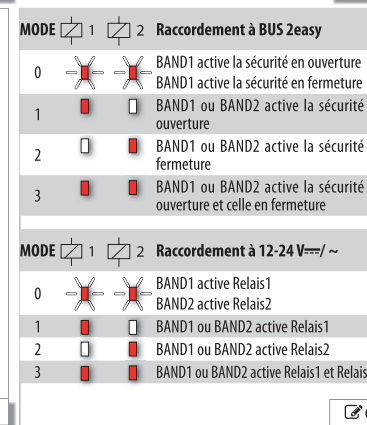 MODE 1 2 Raccordement à BUS 2easy
0 BAND1 active la sécurité en ouverture
BAND1 active la sécurité en fermeture
1 BAND1 ou BAND2 active la sécurité
ouverture
2 BAND1 ou BAND2 active la sécurité
fermeture
3 BAND1 ou BAND2 active la sécurité
ouverture et celle en fermeture
MODE 1 2 Raccordement à 12-24 V⎓/ ~
0 BAND1 active Relais1
BAND2 active Relais2
1 BAND1 ou BAND2 active Relais1
2 BAND1 ou BAND2 active Relais2
3 BAND1 ou BAND2 active Relais1 et Relais